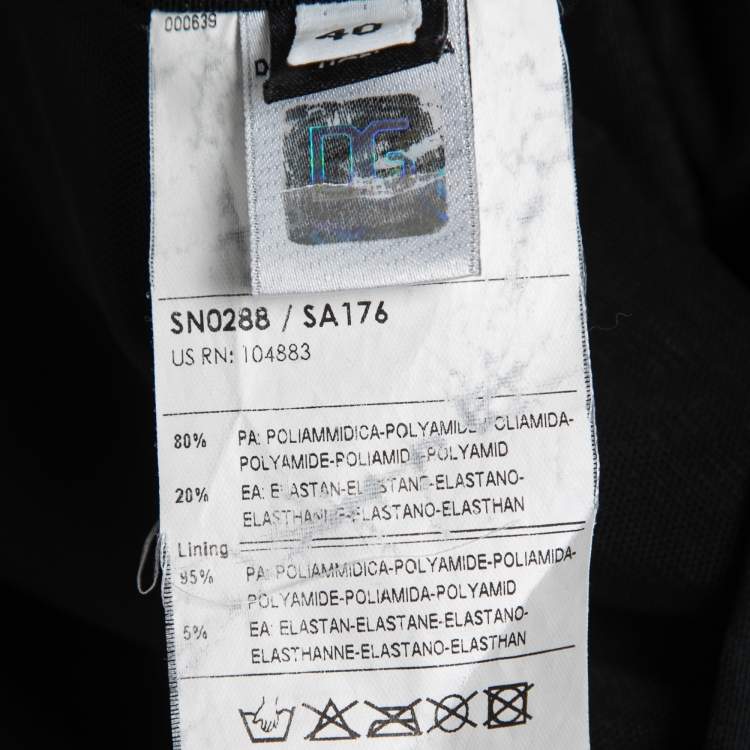 000639
40
DG
SN0288 / SA176
US RN: 104883
80% PA: POLIAMMIDICA-POLYAMIDE-POLIAMIDA-
POLYAMIDE-POLIAMID -POLYAMID
20% EA: ELASTAN-ELASTANE-ELASTANO-
ELASTHANNE-ELASTANO-ELASTHAN
Lining
95% PA: POLIAMMIDICA-POLYAMIDE-POLIAMIDA-
POLYAMIDE-POLIAMIDA-POLYAMID
5% EA: ELASTAN-ELASTANE-ELASTANO-
ELASTHANNE-ELASTANO-ELASTHAN